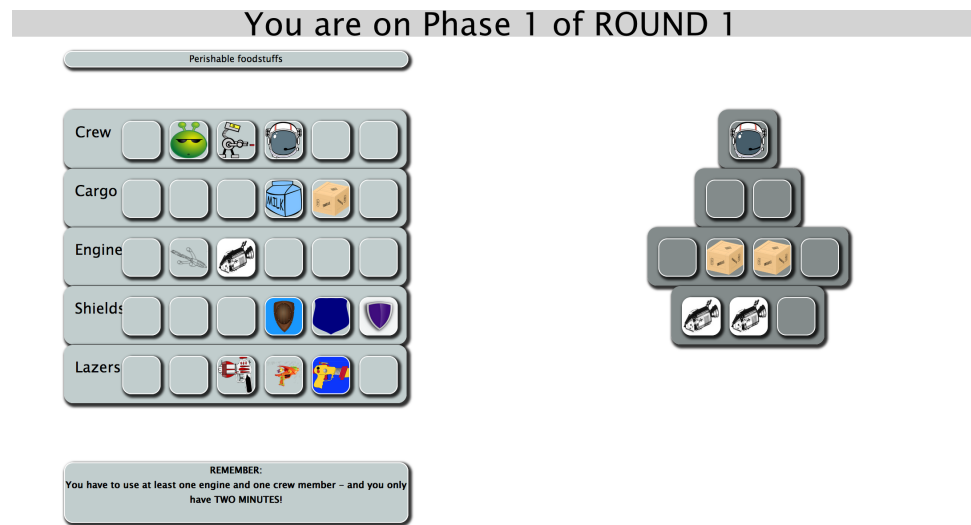 You are on Phase 1 of ROUND 1
Perishable foodstuffs
Crew
Cargo
MILK
Engine
Shields
Lazers
REMEMBER:
You have to use at least one engine and one crew member – and you only
have TWO MINUTES!